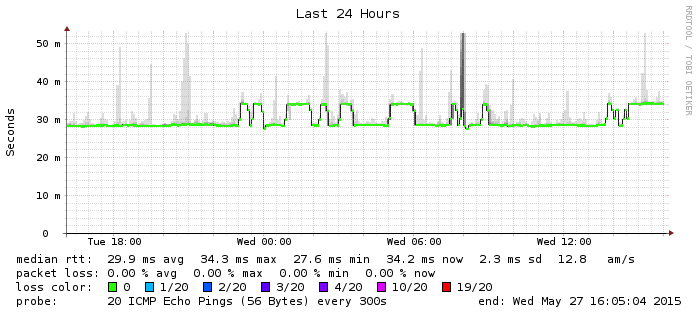 Last 24 Hours
RRDTOOL / TOBI OETIKER
Seconds
50 m
40 m
30 m
20 m
10 m
0
Tue 18:00 Wed 00:00 Wed 06:00 Wed 12:00
median rtt: 29.9 ms avg 34.3 ms max 27.6 ms min 34.2 ms now 2.3 ms sd 12.8 am/s
packet loss: 0.00 % avg 0.00 % max 0.00 % min 0.00 % now
loss color: 0 1/20 2/20 3/20 4/20 10/20 19/20
probe: 20 ICMP Echo Pings (56 Bytes) every 300s end: Wed May 27 16:05:04 2015